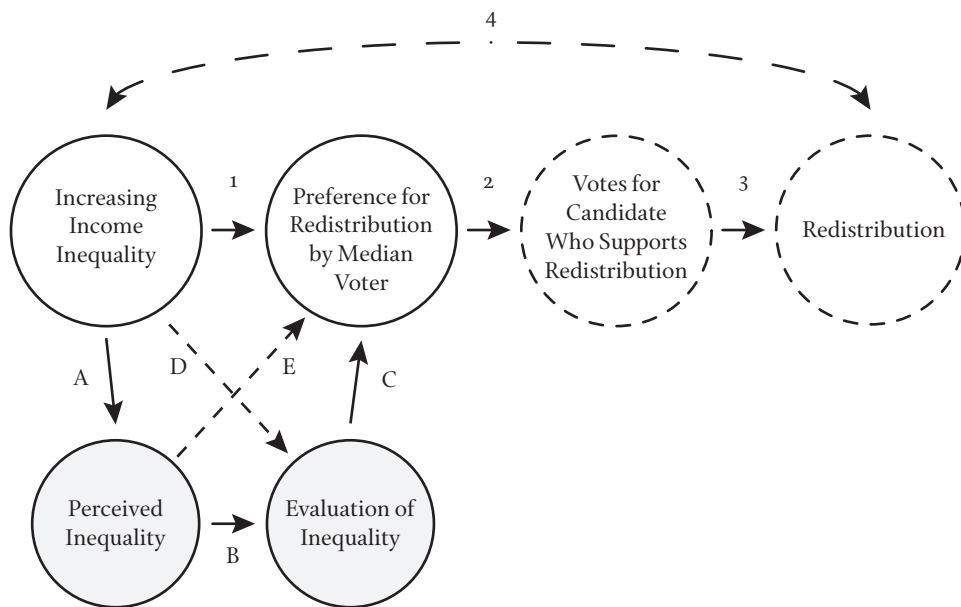 4
Increasing
Income
Inequality
1
Preference for
Redistribution
by Median
Voter
2
Votes for
Candidate
Who Supports
Redistribution
3
Redistribution
A
D
E
C
Perceived
Inequality
B
Evaluation of
Inequality